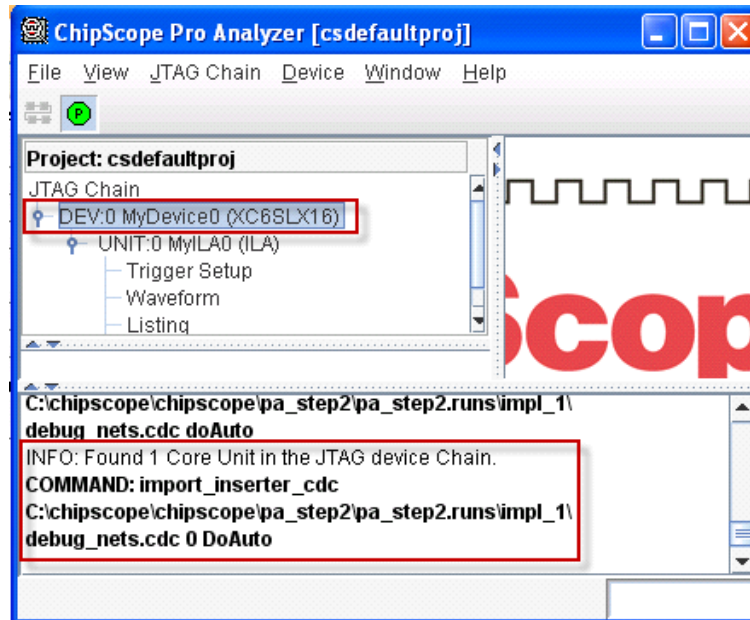 ChipScope Pro Analyzer [csdefaultproj]
File View JTAG Chain Device Window Help
P
Project: csdefaultproj
JTAG Chain
DEV:0 MyDevice0 (XC6SLX16)
UNIT:0 MyILA0 (ILA)
Trigger Setup
Waveform
Listing
Scop
C:\chipscope\chipscope\pa_step2\pa_step2.runs\impl_1\
debug_nets.cdc doAuto
INFO: Found 1 Core Unit in the JTAG device Chain.
COMMAND: import_inserter_cdc
C:\chipscope\chipscope\pa_step2\pa_step2.runs\impl_1\
debug_nets.cdc 0 DoAuto